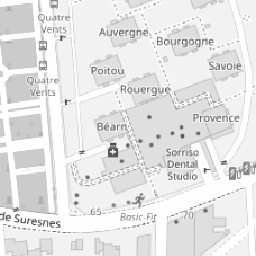 Quatre
Vents
Auvergne
Bourgogne
Savoie
Poitou
Quatre
Vents
Rouergue
Provence
Béarn
Sorriso
Dental
Studio
65
Basic-Fit
70
de Suresnes